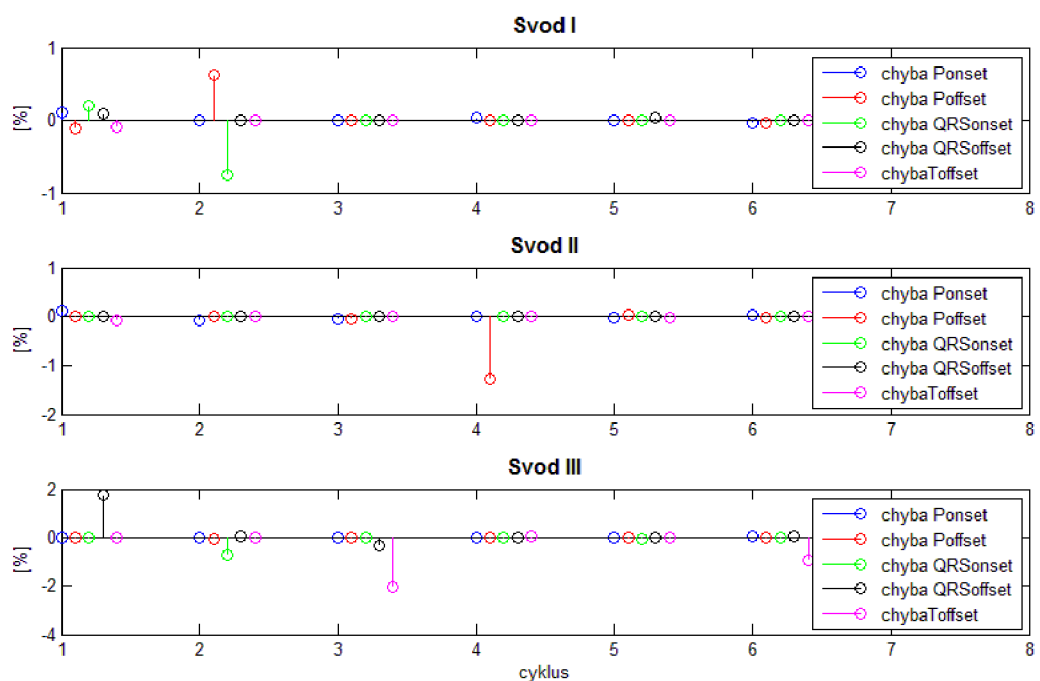 Svod I
1
0
-1
[%]
chyba Ponset
chyba Poffset
chyba QRSonset
chyba QRSoffset
chybaToffset
1 2 3 4 5 6 7 8
Svod II
1
0
-1
-2
[%]
chyba Ponset
chyba Poffset
chyba QRSonset
chyba QRSoffset
chybaToffset
1 2 3 4 5 6 7 8
Svod III
2
0
-2
-4
[%]
chyba Ponset
chyba Poffset
chyba QRSonset
chyba QRSoffset
chybaToffset
1 2 3 4 5 6 7 8
cyklus